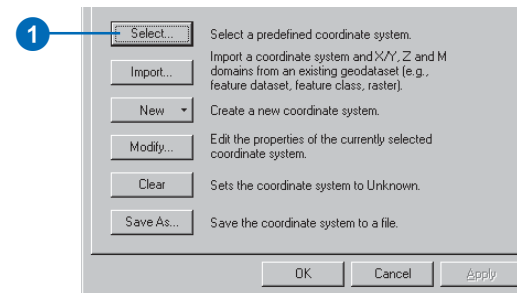 1
Select...
Select a predefined coordinate system.
Import...
Import a coordinate system and X/Y, Z and M
domains from an existing geodataset (e.g.,
feature dataset, feature class, raster).
New
Create a new coordinate system.
Modify...
Edit the properties of the currently selected
coordinate system.
Clear
Sets the coordinate system to Unknown.
Save As...
Save the coordinate system to a file.
OK
Cancel
Apply